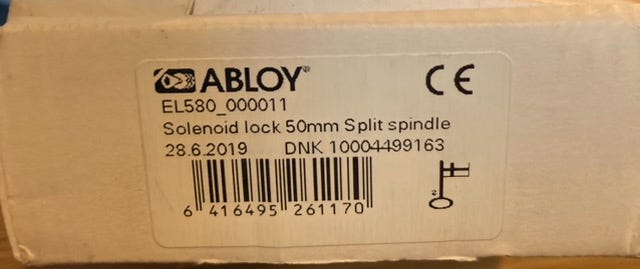 ABLOY®
CE
EL580_000011
Solenoid lock 50mm Split spindle
28.6.2019 DNK 10004499163
6 416495 261170